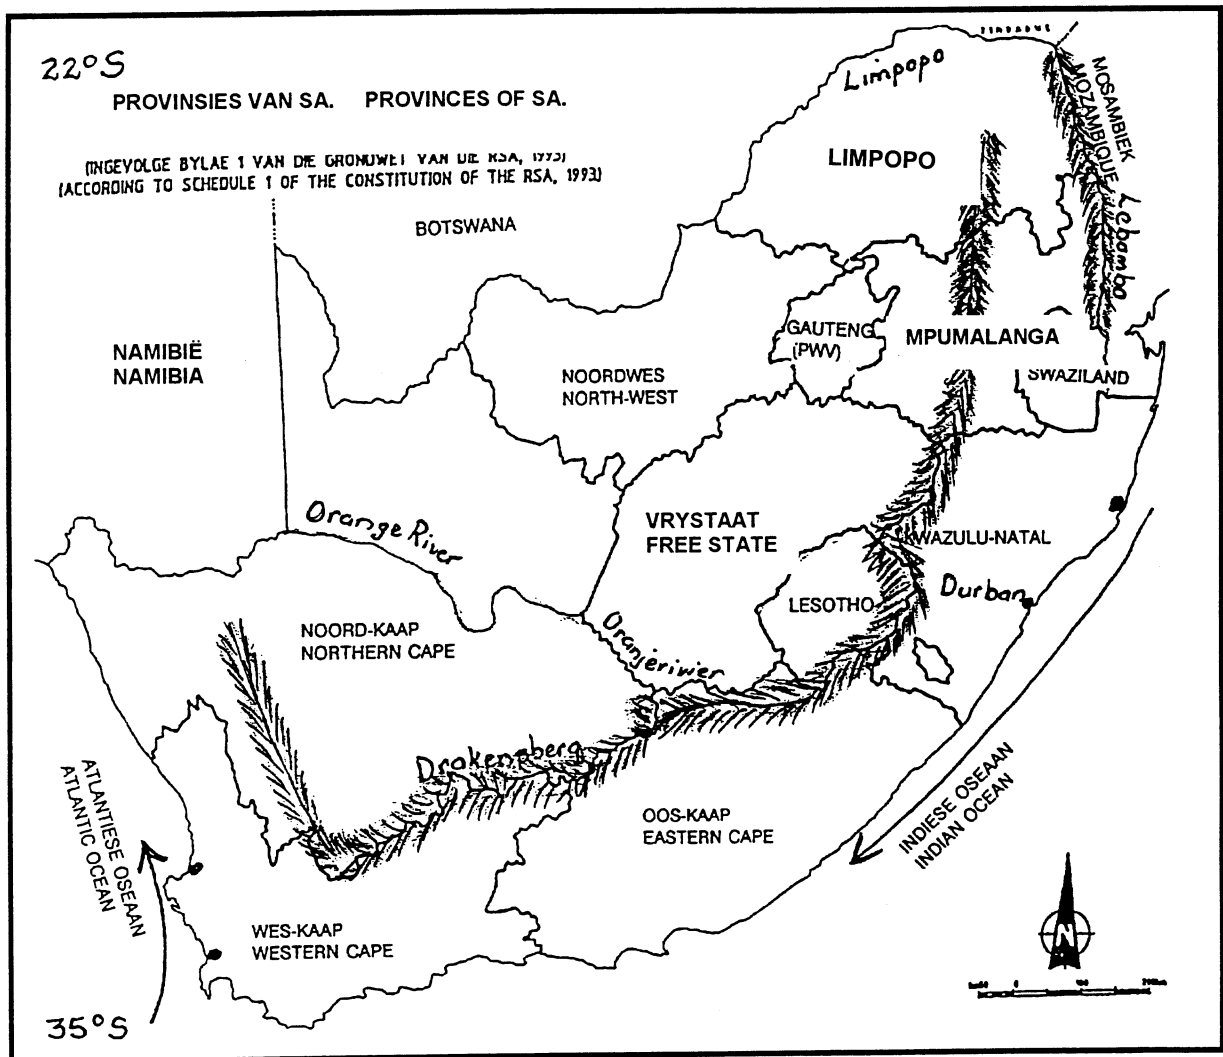 22°S
PROVINSIES VAN SA. PROVINCES OF SA.
(INGEVOLGE BYLAE 1 VAN DIE GRONDWET VAN DIE RSA, 1993)
(ACCORDING TO SCHEDULE 1 OF THE CONSTITUTION OF THE RSA, 1993)
Limpopo
MOSAMBIEK
MOZAMBIQUE
LIMPOPO
Lebambo
BOTSWANA
NAMIBIË
NAMIBIA
GAUTENG
(PWV)
MPUMALANGA
NOORDWES
NORTH-WEST
SWAZILAND
Orange River
VRYSTAAT
FREE STATE
KWAZULU-NATAL
LESOTHO
Durban
NOORD-KAAP
NORTHERN CAPE
Oranjerivier
Drakensberg
ATLANTIESE OSEAAN
ATLANTIC OCEAN
OOS-KAAP
EASTERN CAPE
INDIESE OSEAAN
INDIAN OCEAN
WES-KAAP
WESTERN CAPE
N
35°S